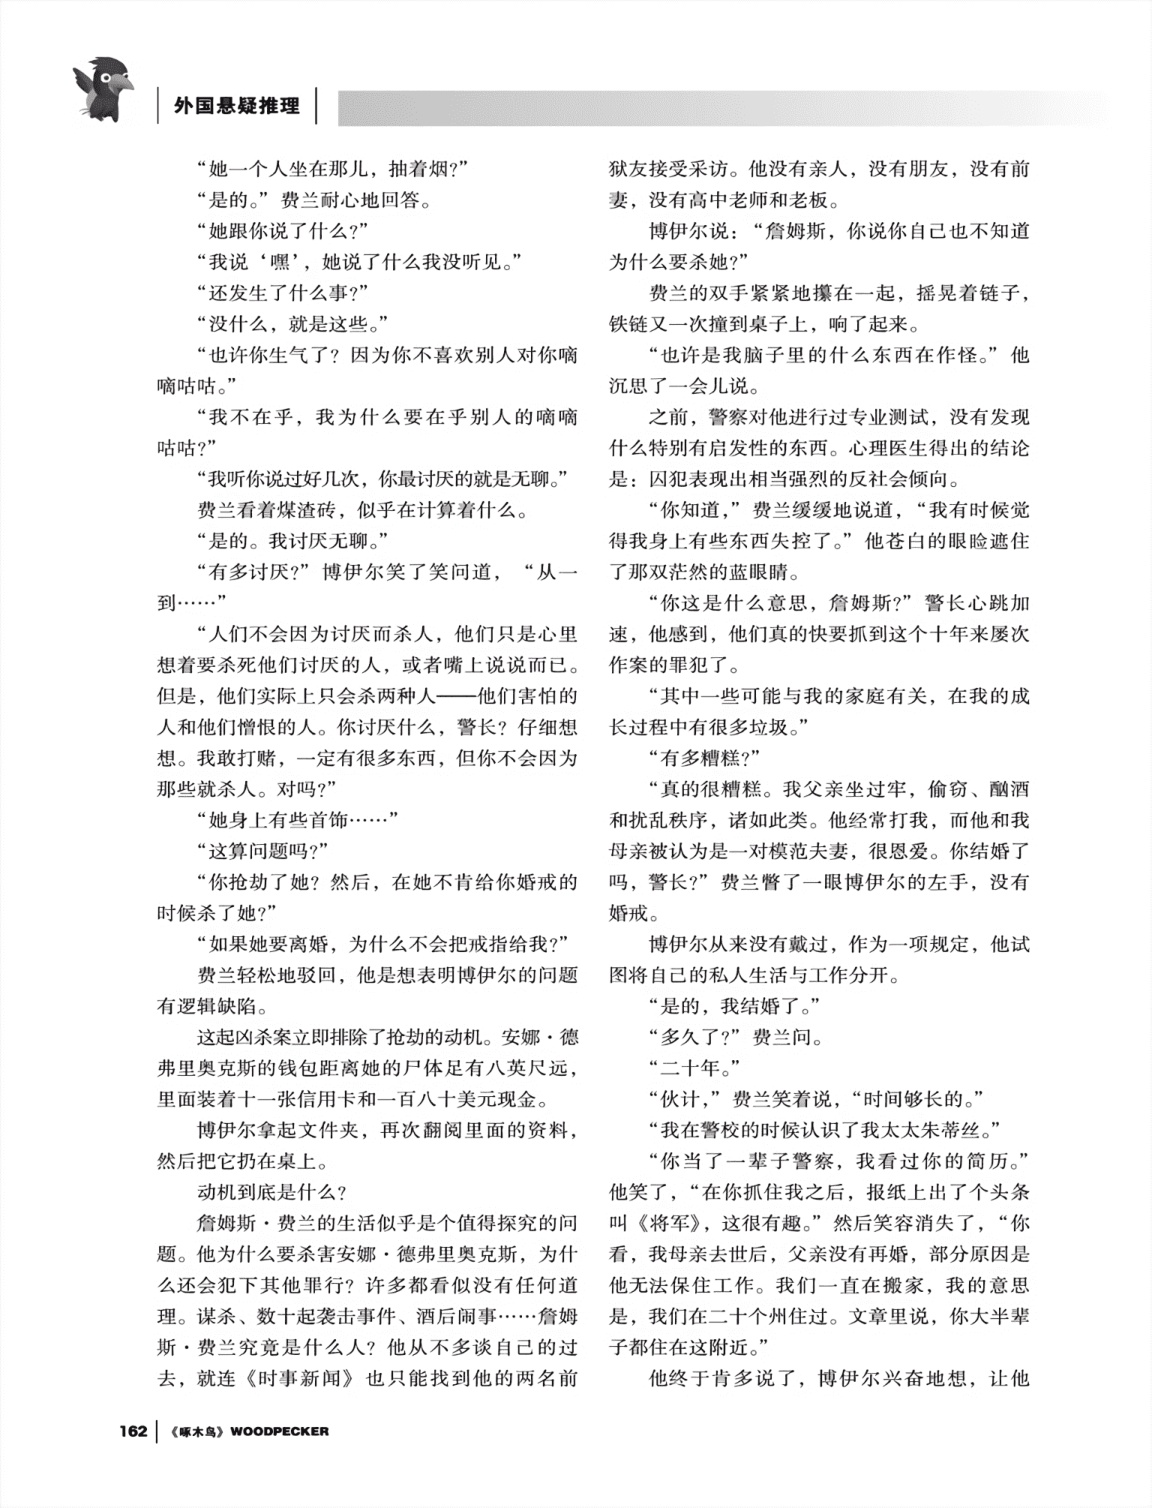 外国悬疑推理
“她一个人坐在那儿，抽着烟?”
“是的。” 费兰耐心地回答。
“她跟你说了什么?”
“我说‘嘿’，她说了什么我没听见。”
“还发生了什么事?”
“没什么，就是这些。”
“也许你生气了？因为你不喜欢别人对你嘀
嘀咕咕。”
“我不在乎，我为什么要在乎别人的嘀嘀
咕咕?”
“我听你说过好几次，你最讨厌的就是无聊。”
费兰看着煤渣砖，似乎在计算着什么。
“是的。我讨厌无聊。”
“有多讨厌?” 博伊尔笑了笑问道，“从一
到……”
“人们不会因为讨厌而杀人，他们只是心里
想着要杀死他们讨厌的人，或者嘴上说说而已。
但是，他们实际上只会杀两种人——他们害怕的
人和他们憎恨的人。你讨厌什么，警长？仔细想
想。我敢打赌，一定有很多东西，但你不会因为
那些就杀人。对吗?”
“她身上有些首饰……”
“这算问题吗?”
“你抢劫了她？然后，在她不肯给你婚戒的
时候杀了她?”
“如果她要离婚，为什么不会把戒指给我?”
费兰轻松地驳回，他是想表明博伊尔的问题
有逻辑缺陷。
这起凶杀案立即排除了抢劫的动机。安娜·德
弗里奥克斯的钱包距离她的尸体足有八英尺远，
里面装着十一张信用卡和一百八十美元现金。
博伊尔拿起文件夹，再次翻阅里面的资料，
然后把它扔在桌上。
动机到底是什么？
詹姆斯·费兰的生活似乎是个值得探究的问
题。他为什么要杀害安娜·德弗里奥克斯，为什
么还会犯下其他罪行？许多都看似没有任何道
理。谋杀、数十起袭击事件、酒后闹事……詹姆
斯·费兰究竟是什么人？他从不多谈自己的过
去，就连《时事新闻》也只能找到他的两名前
狱友接受采访。他没有亲人，没有朋友，没有前
妻，没有高中老师和老板。
博伊尔说：“詹姆斯，你说你自己也不知道
为什么要杀她?”
费兰的双手紧紧地攥在一起，摇晃着链子，
铁链又一次撞到桌子上，响了起来。
“也许是我脑子里的什么东西在作怪。” 他
沉思了一会儿说。
之前，警察对他进行过专业测试，没有发现
什么特别有启发性的东西。心理医生得出的结论
是：囚犯表现出相当强烈的反社会倾向。
“你知道，” 费兰缓缓地说道，“我有时候觉
得我身上有些东西失控了。” 他苍白的眼睑遮住
了那双茫然的蓝眼睛。
“你这是什么意思，詹姆斯?” 警长心跳加
速，他感到，他们真的快要抓到这个十年来屡次
作案的罪犯了。
“其中一些可能与我的家庭有关，在我的成
长过程中有很多垃圾。”
“有多糟糕?”
“真的很糟糕。我父亲坐过牢，偷窃、酗酒
和扰乱秩序，诸如此类。他经常打我，而他和我
母亲被认为是一对模范夫妻，很恩爱。你结婚了
吗，警长?” 费兰瞥了一眼博伊尔的左手，没有
婚戒。
博伊尔从来没有戴过，作为一项规定，他试
图将自己的私人生活与工作分开。
“是的，我结婚了。”
“多久了?” 费兰问。
“二十年。”
“伙计，” 费兰笑着说，“时间够长的。”
“我在警校的时候认识了我太太朱蒂丝。”
“你当了一辈子警察，我看过你的简历。”
他笑了，“在你抓住我之后，报纸上出了个头条
叫《将军》，这很有趣。” 然后笑容消失了，“你
看，我母亲去世后，父亲没有再婚，部分原因是
他无法保住工作。我们一直在搬家，我的意思
是，我们在二十个州住过。文章里说，你大半辈
子都住在这附近。”
他终于肯多说了，博伊尔兴奋地想，让他
162 《啄木鸟》WOODPECKER